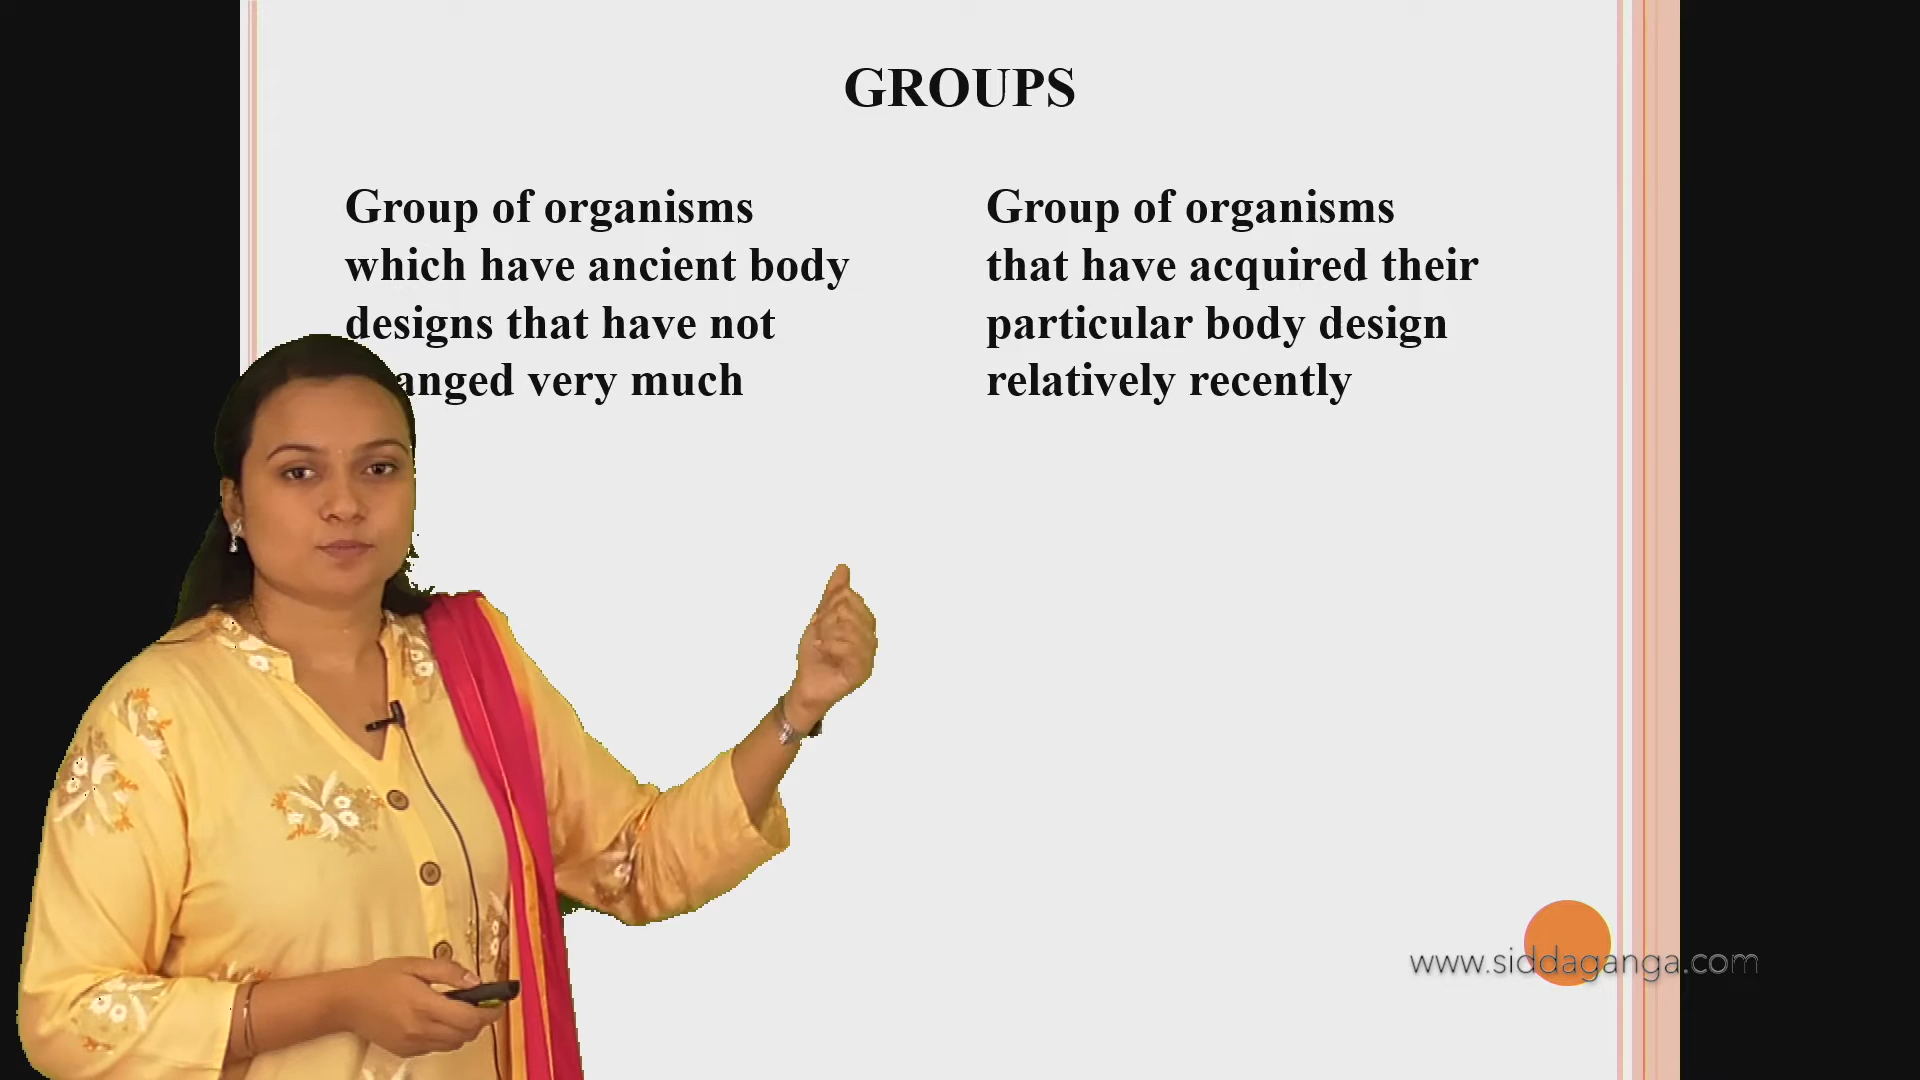 GROUPS
Group of organisms
which have ancient body
designs that have not
anged very much
Group of organisms
that have acquired their
particular body design
relatively recently
www.siddaganga.com